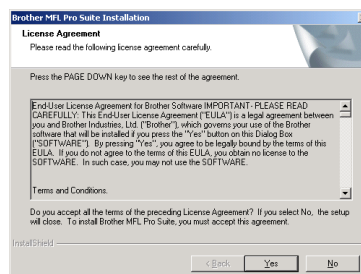 Brother MFL Pro Suite Installation
License Agreement
Please read the following license agreement carefully.
Press the PAGE DOWN key to see the rest of the agreement.
End-User License Agreement for Brother Software IMPORTANT- PLEASE READ
CAREFULLY: This End-User License Agreement ("EULA") is a legal agreement between
you and Brother Industries, Ltd. ("Brother"), which governs your use of the Brother
software that will be installed if you press the "Yes" button on this Dialog Box
("SOFTWARE"). By pressing "Yes", you agree to be legally bound by the terms of this
EULA. If you do not agree to the terms of this EULA, you obtain no license to the
SOFTWARE. In such case, you may not use the SOFTWARE.
Terms and Conditions.
Do you accept all the terms of the preceding License Agreement? If you select No, the setup
will close. To install Brother MFL Pro Suite, you must accept this agreement.
InstallShield
< Back
Yes
No